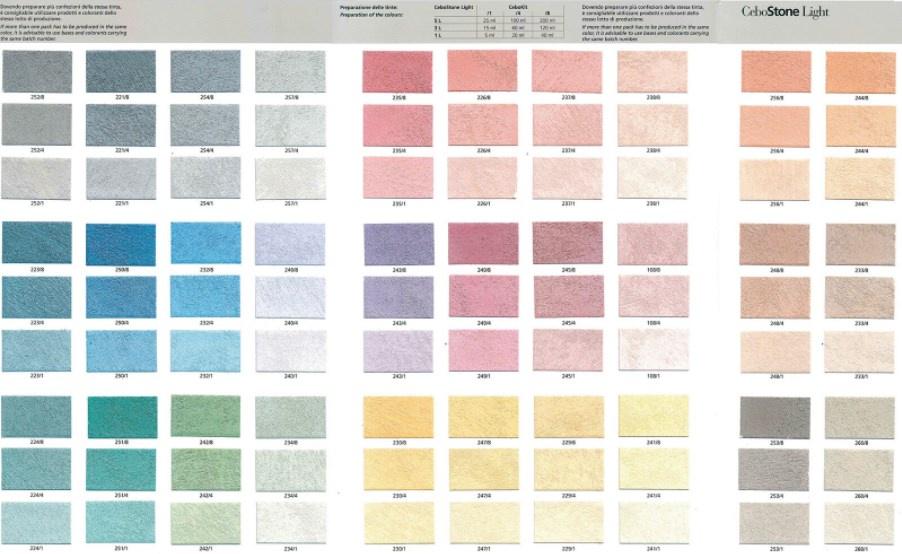 Dovendo preparare più confezioni della stessa tinta,
è consigliabile utilizzare prodotti e coloranti dello
stesso lotto di produzione.
If more than one pack has to be produced in the same
color, it is advisable to use bases and colorants carrying
the same batch number.
Preparazione delle tinte:
Preparation of the colours:
CeboStone Light CeboKit
/1 /4 /8
5 L 25 ml 100 ml 200 ml
3 L 15 ml 60 ml 120 ml
1 L 5 ml 20 ml 40 ml
Dovendo preparare più confezioni della stessa tinta,
è consigliabile utilizzare prodotti e coloranti dello
stesso lotto di produzione.
If more than one pack has to be produced in the same
color, it is advisable to use bases and colorants carrying
the same batch number.
CeboStone Light
252/8 221/8 254/8 257/8 235/8 226/8 237/8 238/8 256/8 244/8
252/4 221/4 254/4 257/4 235/4 226/4 237/4 238/4 256/4 244/4
252/1 221/1 254/1 257/1 235/1 226/1 237/1 238/1 256/1 244/1
223/8 250/8 232/8 240/8 249/8 245/8 108/8 248/8 233/8
223/4 250/4 232/4 240/4 249/4 245/4 108/4 248/4 233/4
223/1 250/1 232/1 240/1 249/1 245/1 108/1 248/1 233/1
224/8 251/8 242/8 234/8 230/8 247/8 229/8 241/8 253/8 260/8
224/4 251/4 242/4 234/4 230/4 247/4 229/4 241/4 253/4 260/4
224/1 251/1 242/1 234/1 230/1 247/1 229/1 241/1 253/1 260/1